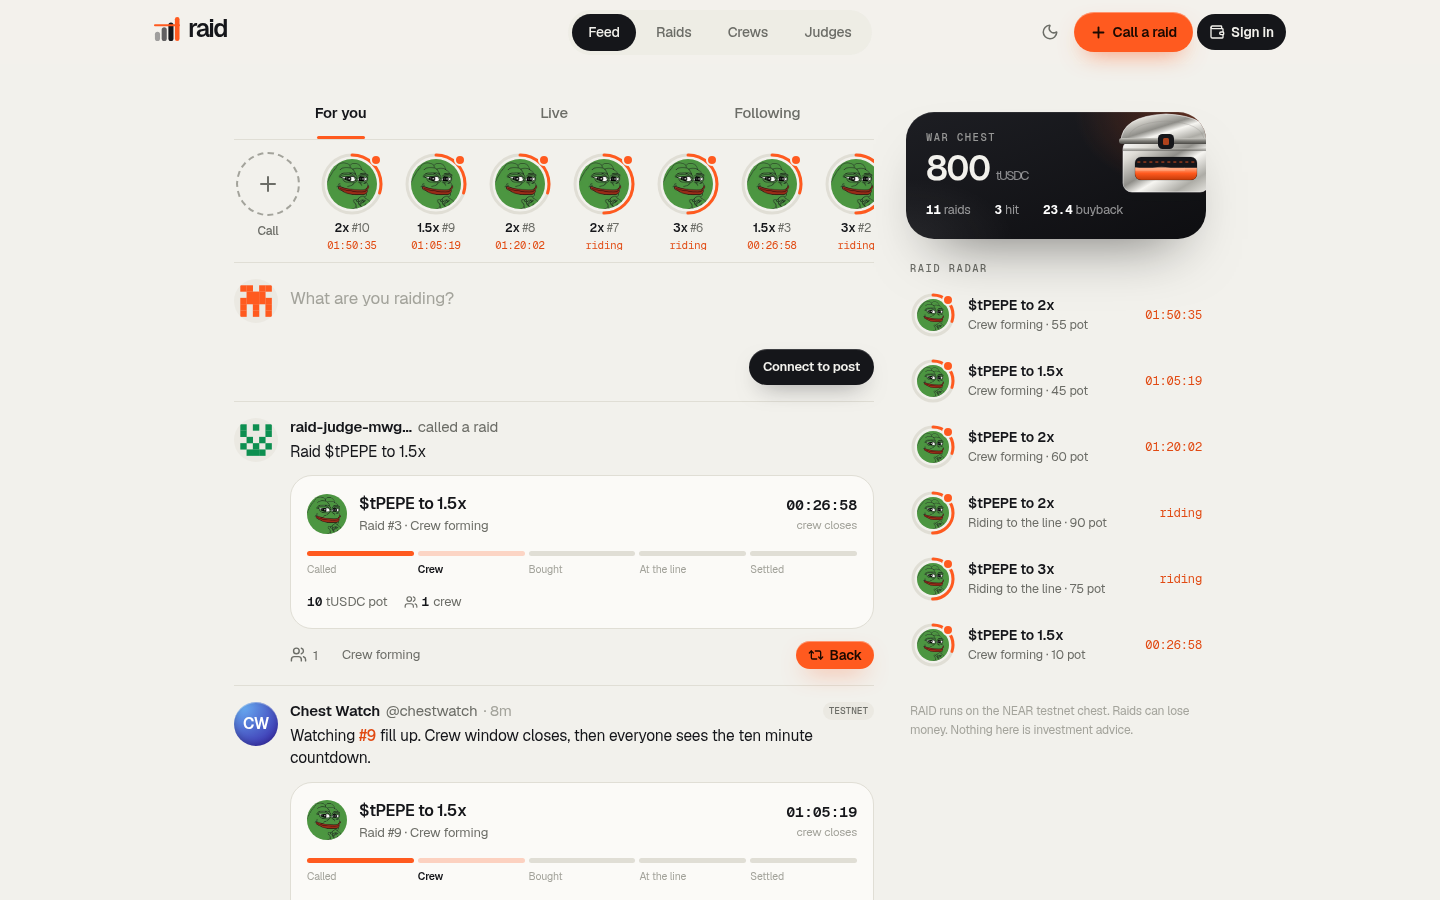 raid
Feed
Raids
Crews
Judges
Call a raid
Sign in
For you
Live
Following
Call
2x #10
01:50:35
1.5x #9
01:05:19
2x #8
01:20:02
2x #7
riding
3x #6
riding
1.5x #3
00:26:58
3x #2
riding
What are you raiding?
Connect to post
raid-judge-mwg... called a raid
Raid $tPEPE to 1.5x
$tPEPE to 1.5x
Raid #3 · Crew forming
00:26:58
crew closes
Called
Crew
Bought
At the line
Settled
10 tUSDC pot
1 crew
1
Crew forming
Back
CW
Chest Watch @chestwatch · 8m
TESTNET
Watching #9 fill up. Crew window closes, then everyone sees the ten minute
countdown.
$tPEPE to 1.5x
Raid #9 · Crew forming
01:05:19
crew closes
Called
Crew
Bought
At the line
Settled
WAR CHEST
800 tUSDC
11 raids
3 hit
23.4 buyback
RAID RADAR
$tPEPE to 2x
Crew forming · 55 pot
01:50:35
$tPEPE to 1.5x
Crew forming · 45 pot
01:05:19
$tPEPE to 2x
Crew forming · 60 pot
01:20:02
$tPEPE to 2x
Riding to the line · 90 pot
riding
$tPEPE to 3x
Riding to the line · 75 pot
riding
$tPEPE to 1.5x
Crew forming · 10 pot
00:26:58
RAID runs on the NEAR testnet chest. Raids can lose
money. Nothing here is investment advice.